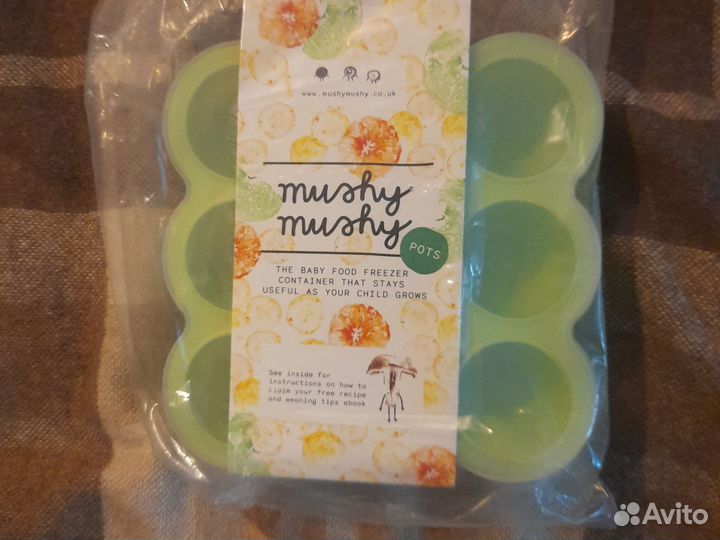 www.mushymushy.co.uk
mushy
mushy
POTS
THE BABY FOOD FREEZER
CONTAINER THAT STAYS
USEFUL AS YOUR CHILD GROWS
See inside for
instructions on how to
claim your free recipe
and weaning tips ebook
Avito